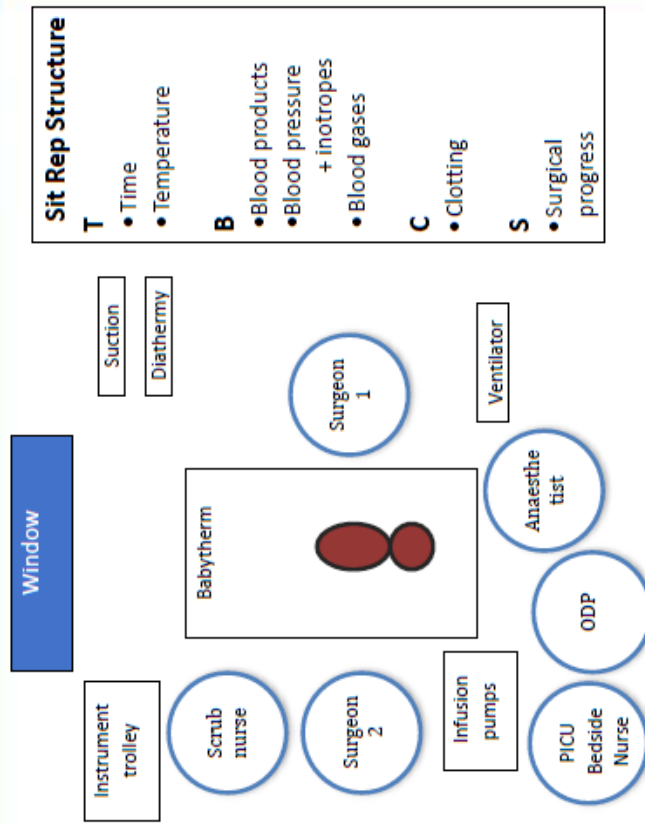 Window
Instrument
trolley
Scrub
nurse
Surgeon
2
Infusion
pumps
PICU
Bedside
Nurse
ODP
Anaesthe
tist
Babytherm
Surgeon
1
Ventilator
Suction
Diathermy
Sit Rep Structure
T
• Time
• Temperature
B
•Blood products
•Blood pressure
+ inotropes
• Blood gases
C
• Clotting
S
• Surgical
progress